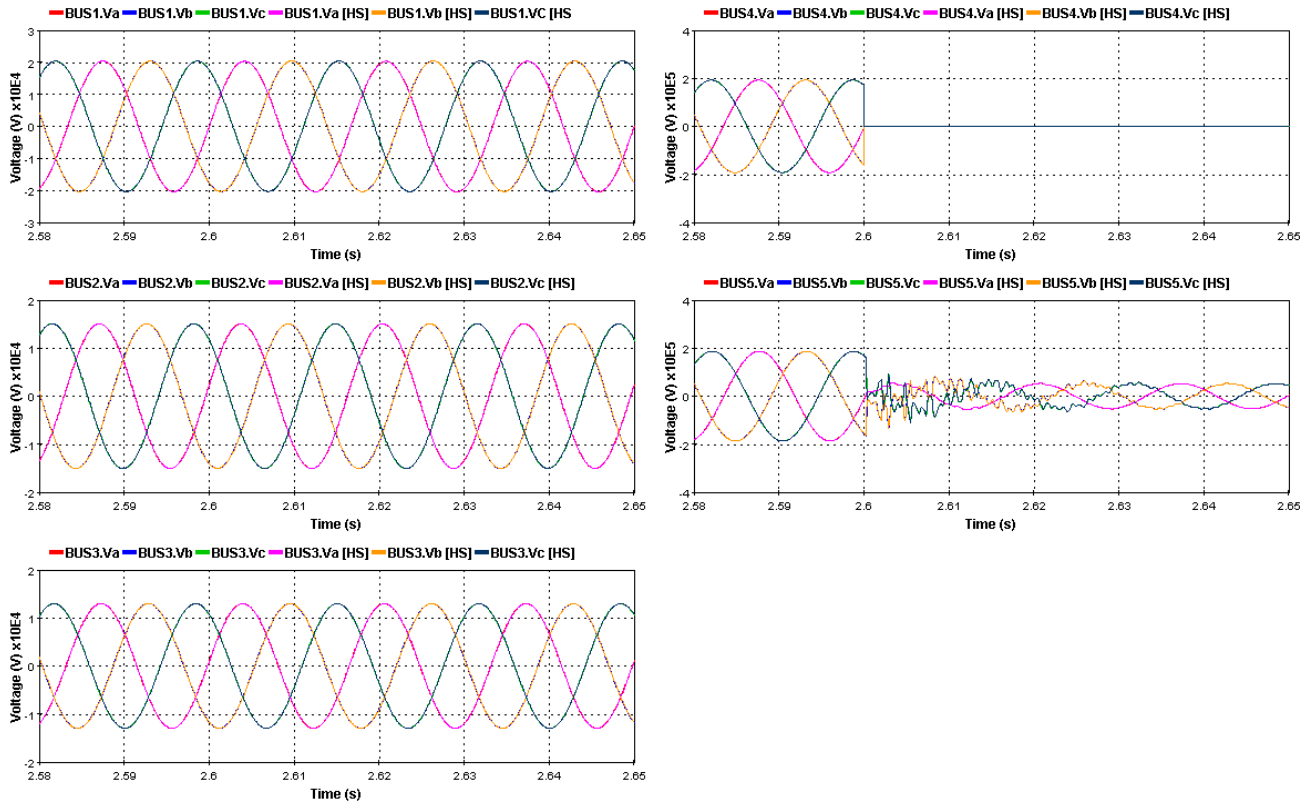 BUS1.Va BUS1.Vb BUS1.Vc BUS1.Va [HS] BUS1.Vb [HS] BUS1.VC [HS
Voltage (V) x10E4
3
2
1
0
-1
-2
-3
2.58 2.59 2.6 2.61 2.62 2.63 2.64 2.65
Time (s)
BUS4.Va BUS4.Vb BUS4.Vc BUS4.Va [HS] BUS4.Vb [HS] BUS4.Vc [HS]
Voltage (V) x10E5
4
2
0
-2
-4
2.58 2.59 2.6 2.61 2.62 2.63 2.64 2.65
Time (s)
BUS2.Va BUS2.Vb BUS2.Vc BUS2.Va [HS] BUS2.Vb [HS] BUS2.Vc [HS]
Voltage (V) x10E4
2
1
0
-1
-2
2.58 2.59 2.6 2.61 2.62 2.63 2.64 2.65
Time (s)
BUS5.Va BUS5.Vb BUS5.Vc BUS5.Va [HS] BUS5.Vb [HS] BUS5.Vc [HS]
Voltage (V) x10E5
4
2
0
-2
-4
2.58 2.59 2.6 2.61 2.62 2.63 2.64 2.65
Time (s)
BUS3.Va BUS3.Vb BUS3.Vc BUS3.Va [HS] BUS3.Vb [HS] BUS3.Vc [HS]
Voltage (V) x10E4
2
1
0
-1
-2
2.58 2.59 2.6 2.61 2.62 2.63 2.64 2.65
Time (s)